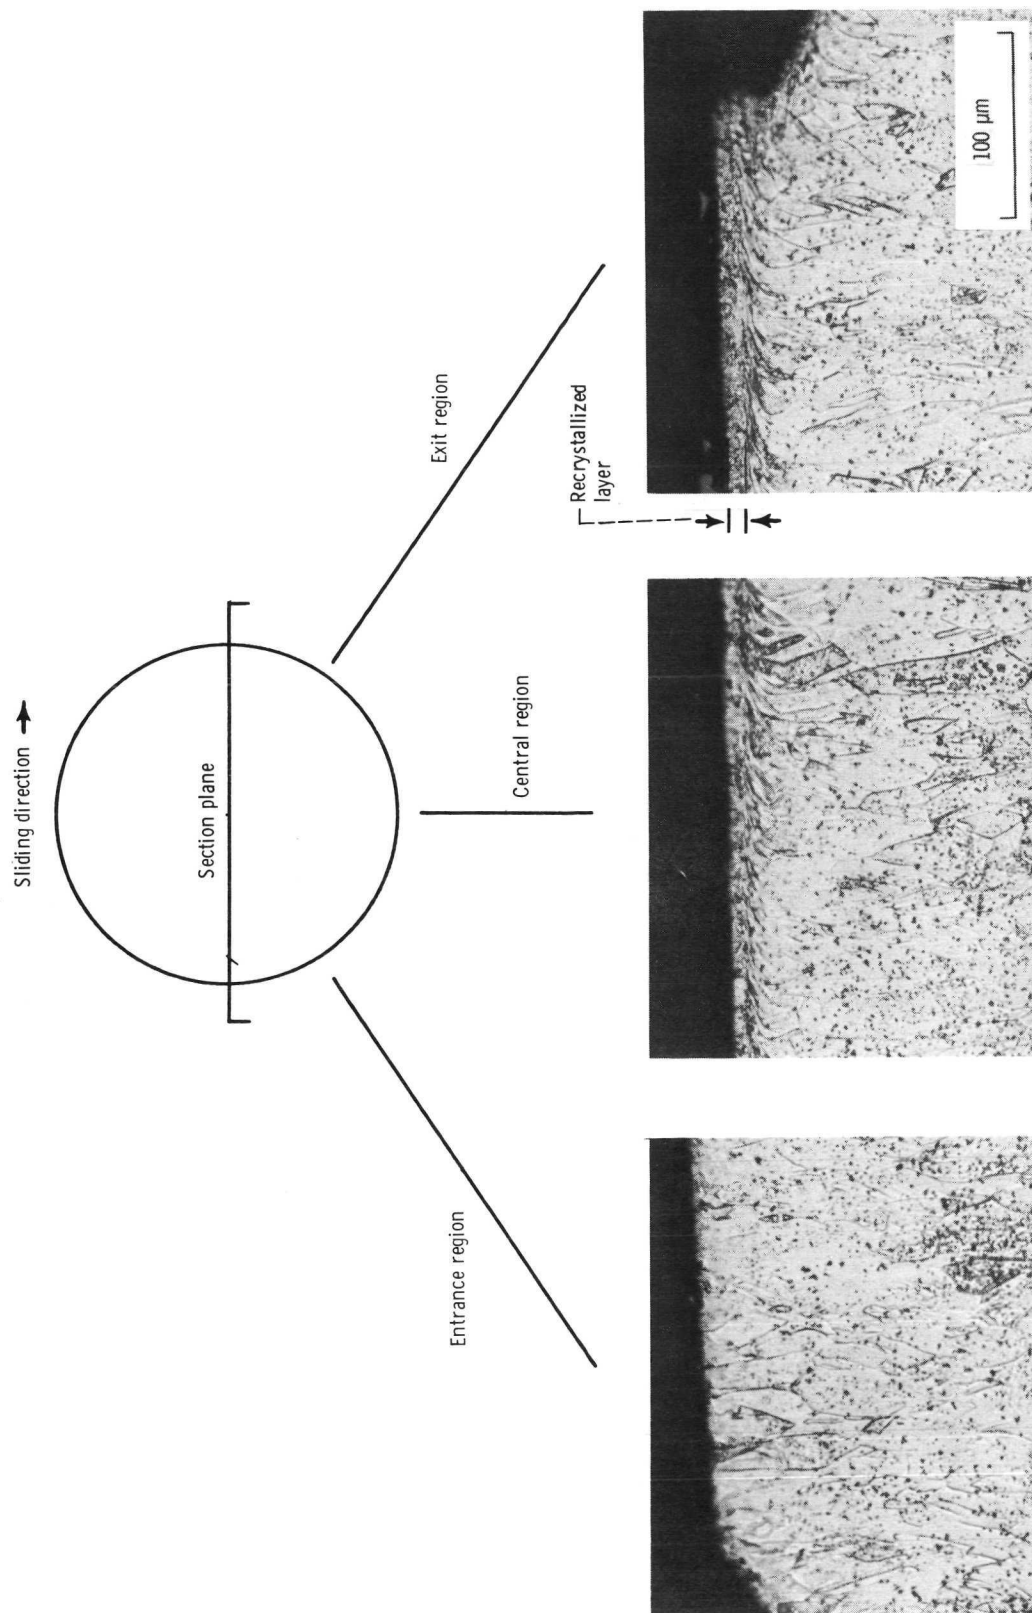 Sliding direction
Section plane
Entrance region
Central region
Exit region
Recrystallized
layer
100 µm